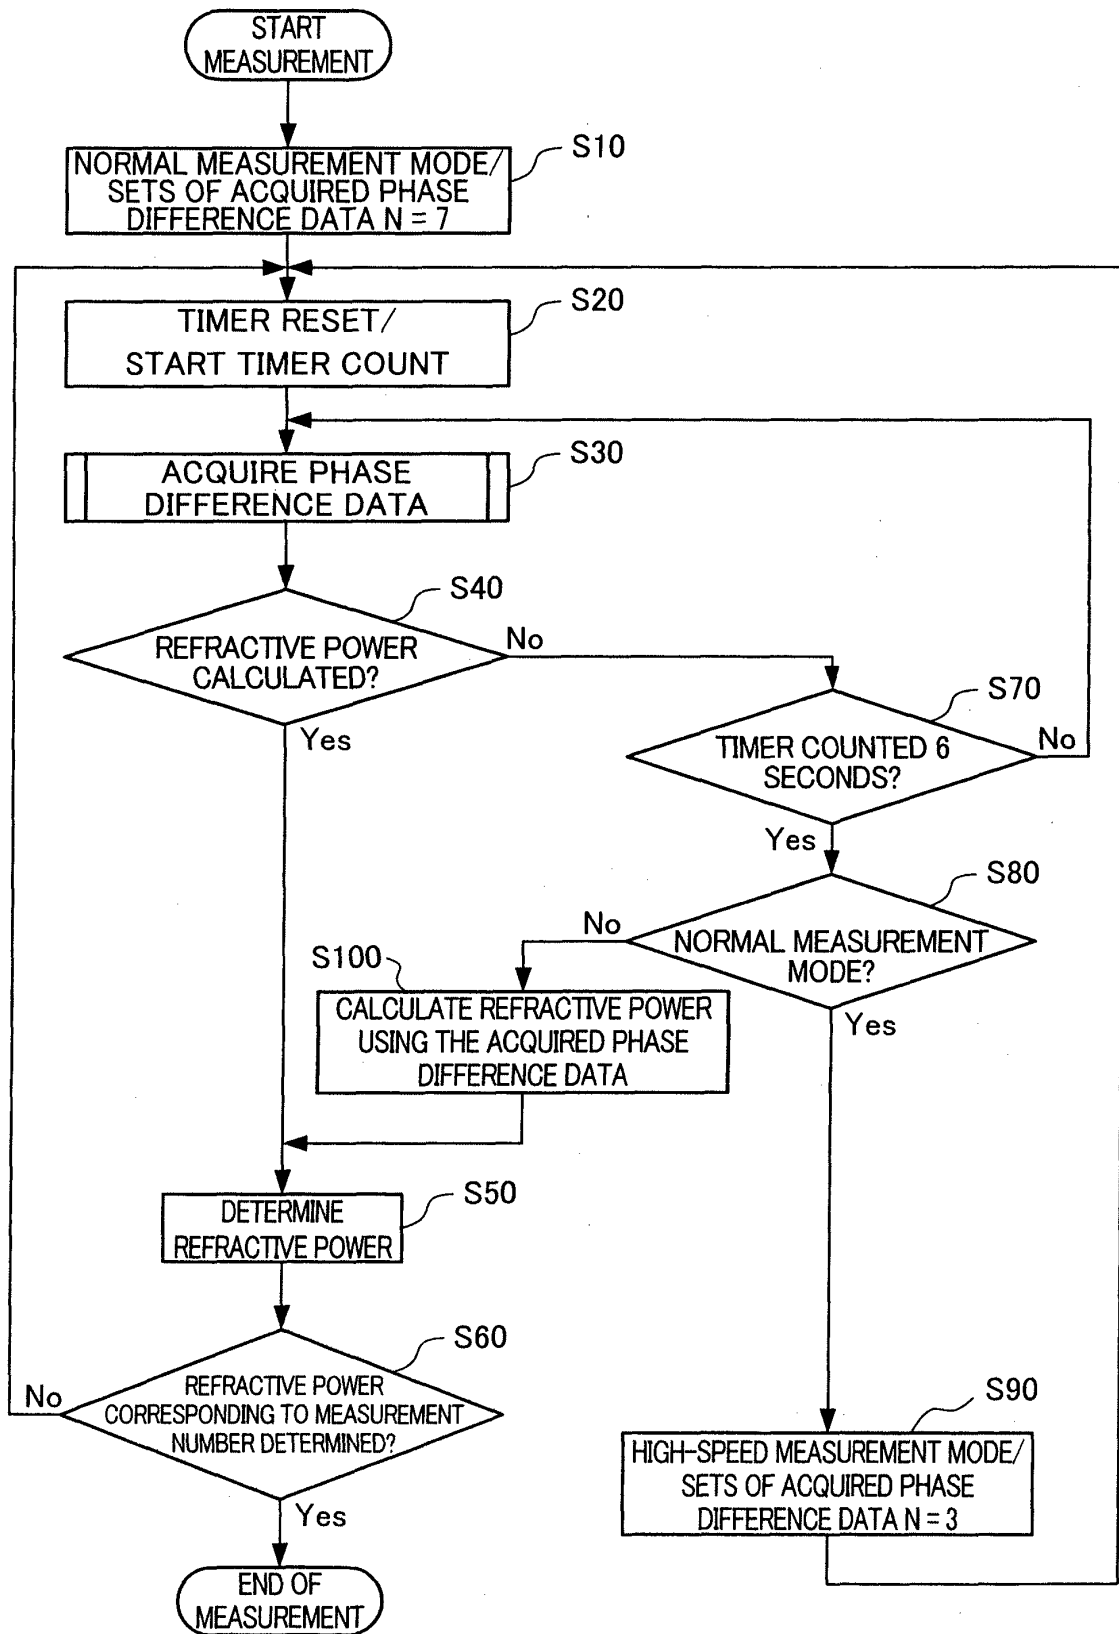 START
MEASUREMENT
S10
NORMAL MEASUREMENT MODE/
SETS OF ACQUIRED PHASE
DIFFERENCE DATA N = 7
S20
TIMER RESET/
START TIMER COUNT
S30
ACQUIRE PHASE
DIFFERENCE DATA
S40
REFRACTIVE POWER
CALCULATED?
No
Yes
S70
TIMER COUNTED 6
SECONDS?
No
Yes
S80
NORMAL MEASUREMENT
MODE?
No
Yes
S100
CALCULATE REFRACTIVE POWER
USING THE ACQUIRED PHASE
DIFFERENCE DATA
S50
DETERMINE
REFRACTIVE POWER
S60
REFRACTIVE POWER
CORRESPONDING TO MEASUREMENT
NUMBER DETERMINED?
No
Yes
S90
HIGH-SPEED MEASUREMENT MODE/
SETS OF ACQUIRED PHASE
DIFFERENCE DATA N = 3
END OF
MEASUREMENT